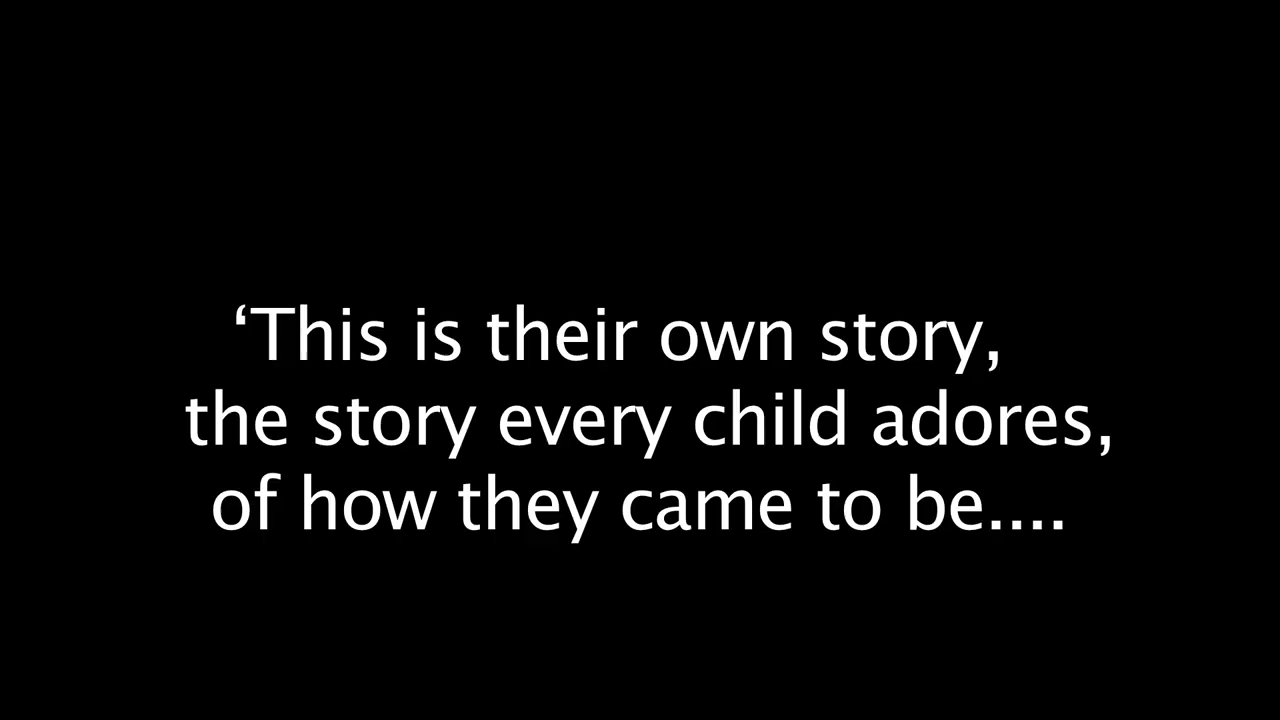 ‘This is their own story,
the story every child adores,
of how they came to be....